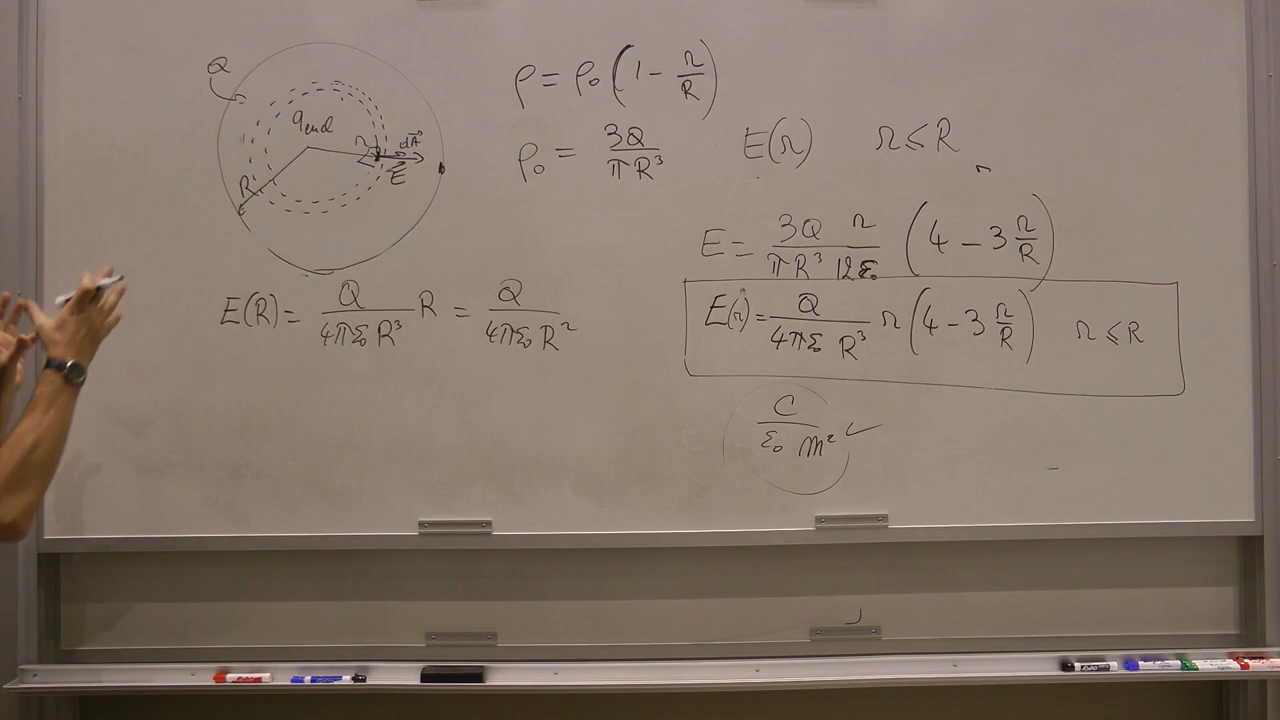 Q
q_end
r
dA⃗
E⃗
R
ρ = ρ₀ (1 - r/R)
ρ₀ = 3Q / πR³
E(r) r ≤ R
E = 3Q r / πR³ 12ε₀ (4 - 3 r/R)
E(r) = Q / 4πε₀ R³ r (4 - 3 r/R) r ≤ R
E(R) = Q / 4πε₀ R³ R = Q / 4πε₀ R²
C / ε₀ m² ✓